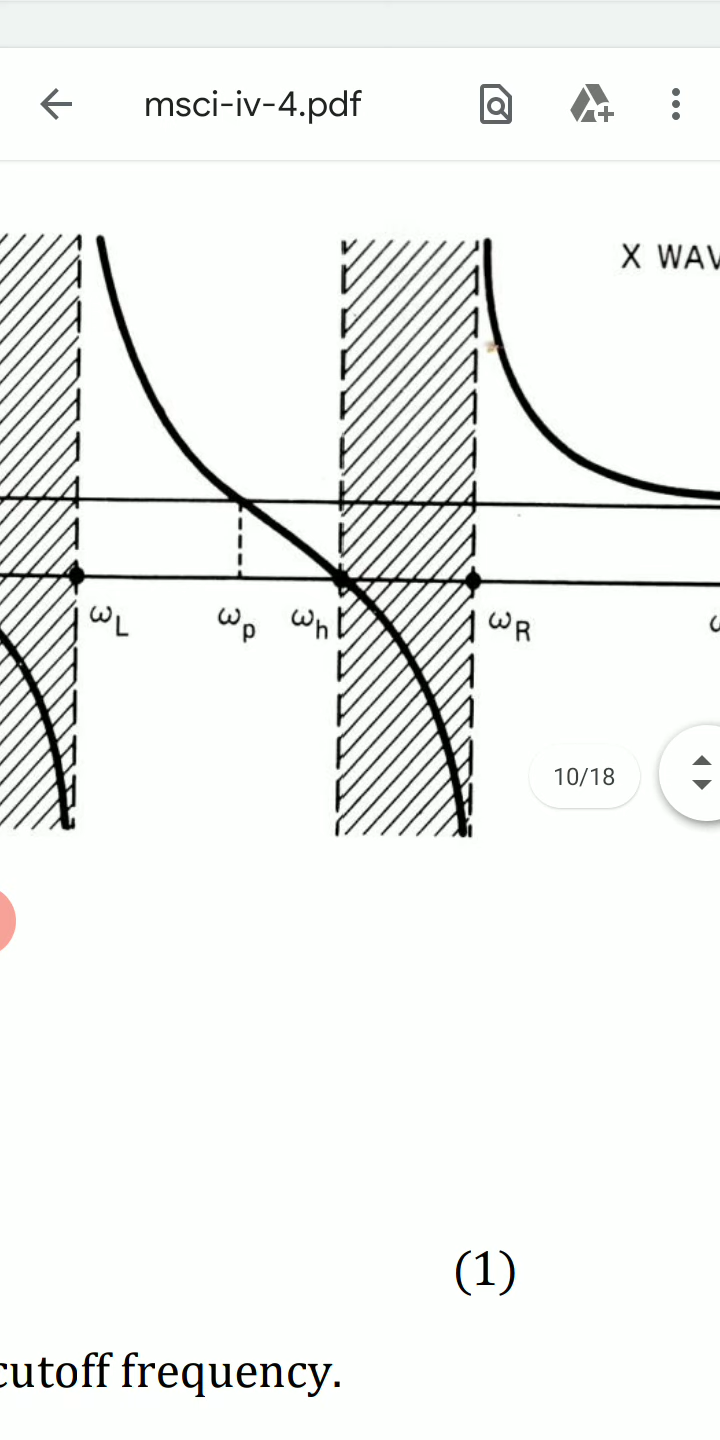 msci-iv-4.pdf
X WAV
ωL ωp ωh ωR
10/18
(1)
cutoff frequency.